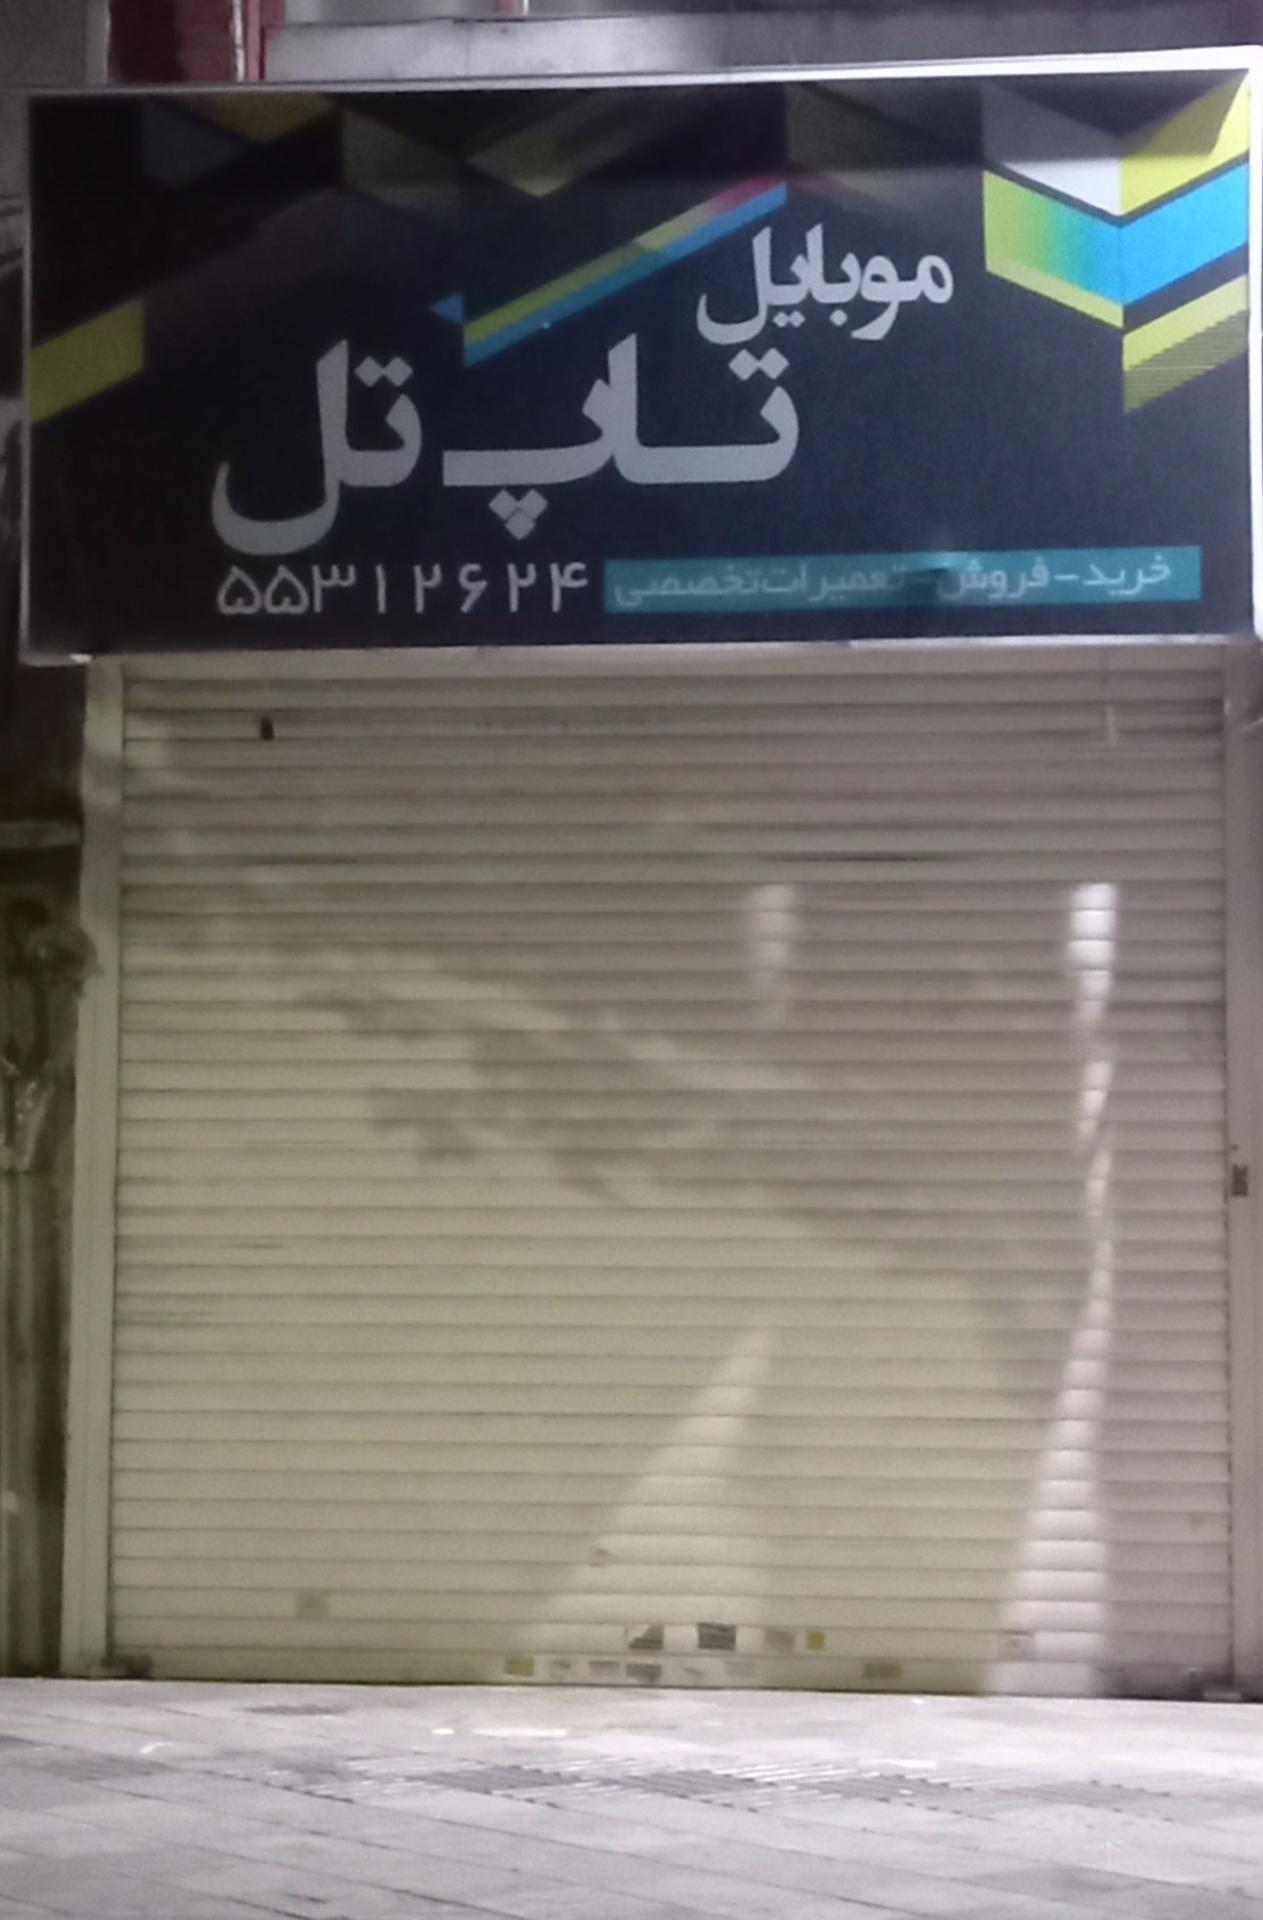 موبایل
تاپ تل
خرید-فروش-تعمیرات تخصصی
۵۵۳۱۲۶۲۴